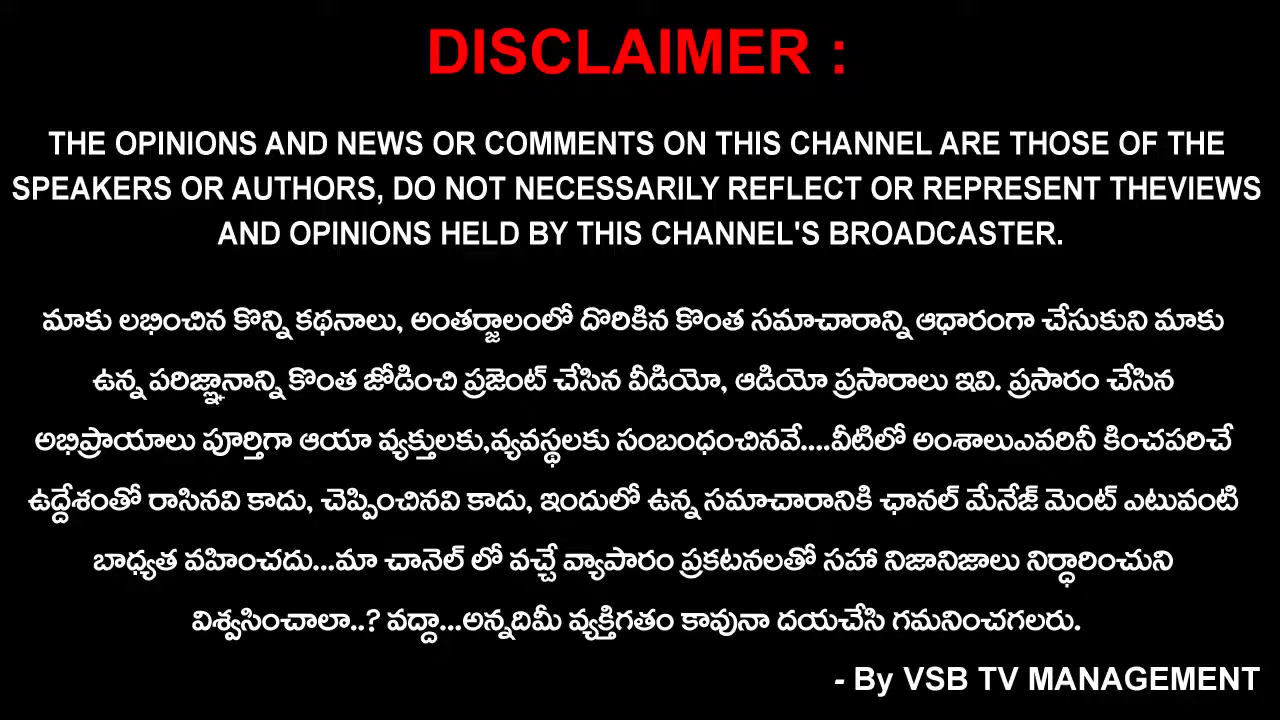 DISCLAIMER :
THE OPINIONS AND NEWS OR COMMENTS ON THIS CHANNEL ARE THOSE OF THE
SPEAKERS OR AUTHORS, DO NOT NECESSARILY REFLECT OR REPRESENT THEVIEWS
AND OPINIONS HELD BY THIS CHANNEL'S BROADCASTER.
మాకు లభించిన కొన్ని కథనాలు, అంతర్జాలంలో దొరికిన కొంత సమాచారాన్ని ఆధారంగా చేసుకుని మాకు
ఉన్న పరిజ్ఞానాన్ని కొంత జోడించి ప్రజెంట్ చేసిన వీడియో, ఆడియో ప్రసారాలు ఇవి. ప్రసారం చేసిన
అభిప్రాయాలు పూర్తిగా ఆయా వ్యక్తులకు,వ్యవస్థలకు సంబంధించినవే....వీటిలో అంశాలుఎవరినీ కించపరిచే
ఉద్దేశంతో రాసినవి కాదు, చెప్పించినవి కాదు, ఇందులో ఉన్న సమాచారానికి ఛానల్ మేనేజ్ మెంట్ ఎటువంటి
బాధ్యత వహించదు...మా చానెల్ లో వచ్చే వ్యాపారం ప్రకటనలతో సహా నిజానిజాలు నిర్ధారించుని
విశ్వసించాలా..? వద్దా...అన్నదిమీ వ్యక్తిగతం కావునా దయచేసి గమనించగలరు.
- By VSB TV MANAGEMENT